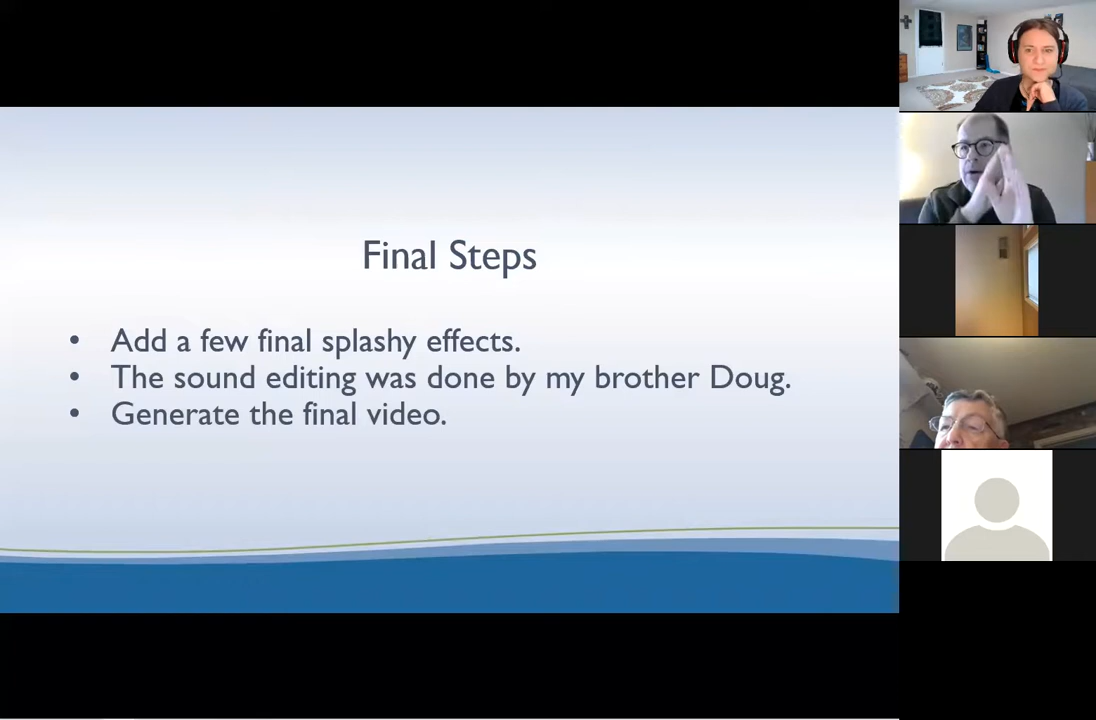 Final Steps
• Add a few final splashy effects.
• The sound editing was done by my brother Doug.
• Generate the final video.